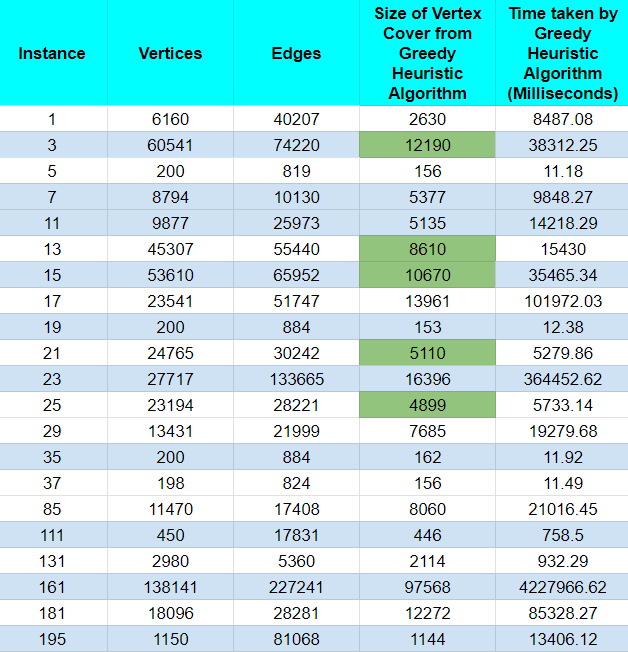 Instance Vertices Edges Size of Vertex Cover from Greedy Heuristic Algorithm Time taken by Greedy Heuristic Algorithm (Milliseconds)
1 6160 40207 2630 8487.08
3 60541 74220 12190 38312.25
5 200 819 156 11.18
7 8794 10130 5377 9848.27
11 9877 25973 5135 14218.29
13 45307 55440 8610 15430
15 53610 65952 10670 35465.34
17 23541 51747 13961 101972.03
19 200 884 153 12.38
21 24765 30242 5110 5279.86
23 27717 133665 16396 364452.62
25 23194 28221 4899 5733.14
29 13431 21999 7685 19279.68
35 200 884 162 11.92
37 198 824 156 11.49
85 11470 17408 8060 21016.45
111 450 17831 446 758.5
131 2980 5360 2114 932.29
161 138141 227241 97568 4227966.62
181 18096 28281 12272 85328.27
195 1150 81068 1144 13406.12